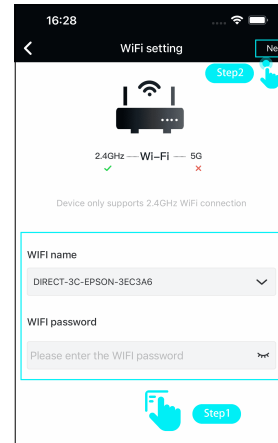 16:28
WiFi setting
Ne
Step2
2.4GHz Wi-Fi 5G
Device only supports 2.4GHz WiFi connection
WIFI name
DIRECT-3C-EPSON-3EC3A6
WIFI password
Please enter the WIFI password
Step1